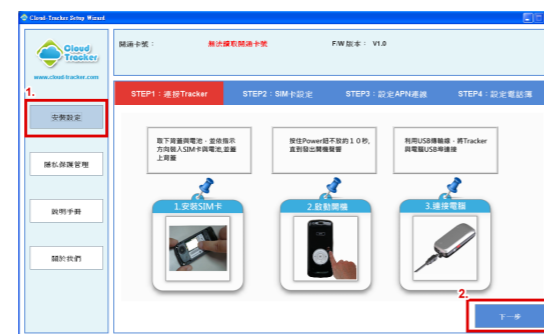 Cloud-Tracker Setup Wizard
Cloud
Tracker
www.cloud-tracker.com
開通卡號： 無法讀取開通卡號 F/W 版本： V1.0
1.
安裝設定
隱私保護管理
說明手冊
關於我們
STEP1：連接Tracker STEP2：SIM卡設定 STEP3：設定APN連線 STEP4：設定電話簿
取下背蓋與電池，並依指示
方向裝入SIM卡與電池,並蓋
上背蓋
按住Power鈕不放約１０秒,
直到發出開機聲響
利用USB傳輸線，將Tracker
與電腦USB埠連接
1.安裝SIM卡
2.啟動開機
3.連接電腦
2.
下一步